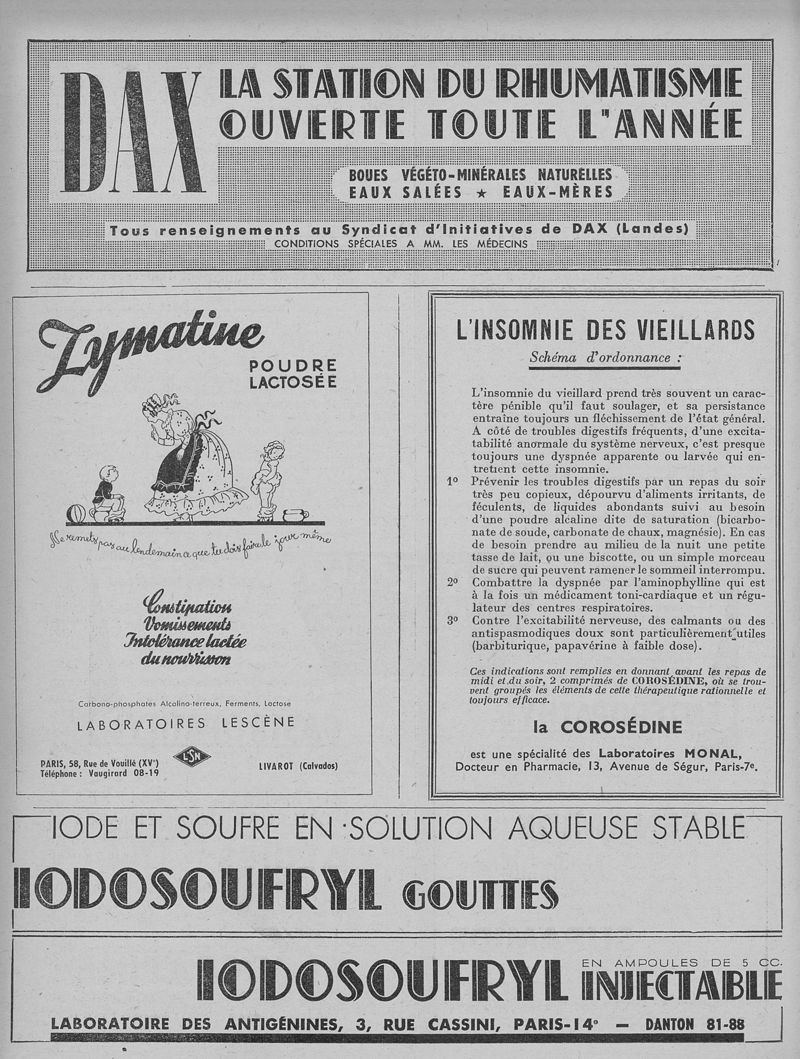 DAX
LA STATION DU RHUMATISME
OUVERTE TOUTE L'ANNÉE
BOUES VÉGÉTO-MINÉRALES NATURELLES
EAUX SALÉES ★ EAUX-MÈRES
Tous renseignements au Syndicat d'Initiatives de DAX (Landes)
CONDITIONS SPÉCIALES A MM. LES MÉDECINS
Zymatine
POUDRE
LACTOSÉE
Ne remets pas au lendemain ce que tu dois faire le jour même
Constipation
Vomissements
Intolérance lactée
du nourrisson
Carbono-phosphates Alcalino-terreux, Ferments, Lactose
LABORATOIRES LESCÈNE
LSN
PARIS, 58, Rue de Vouillé (XVe)
Téléphone : Vaugirard 08-19
LIVAROT (Calvados)
L'INSOMNIE DES VIEILLARDS
Schéma d'ordonnance :
L'insomnie du vieillard prend très souvent un carac-
tère pénible qu'il faut soulager, et sa persistance
entraîne toujours un fléchissement de l'état général.
A côté de troubles digestifs fréquents, d'une excita-
tabilité anormale du système nerveux, c'est presque
toujours une dyspnée apparente ou larvée qui en-
tretient cette insomnie.
1º Prévenir les troubles digestifs par un repas du soir
très peu copieux, dépourvu d'aliments irritants, de
féculents, de liquides abondants suivi au besoin
d'une poudre alcaline dite de saturation (bicarbo-
nate de soude, carbonate de chaux, magnésie). En cas
de besoin prendre au milieu de la nuit une petite
tasse de lait, ou une biscotte, ou un simple morceau
de sucre qui peuvent ramener le sommeil interrompu.
2º Combattre la dyspnée par l'aminophylline qui est
à la fois un médicament toni-cardiaque et un régu-
lateur des centres respiratoires.
3º Contre l'excitabilité nerveuse, des calmants ou des
antispasmodiques doux sont particulièrement utiles
(barbiturique, papavérine à faible dose).
Ces indications sont remplies en donnant avant les repas de
midi et du soir, 2 comprimés de COROSÉDINE, où se trou-
vent groupés les éléments de cette thérapeutique rationnelle et
toujours efficace.
la COROSÉDINE
est une spécialité des Laboratoires MONAL,
Docteur en Pharmacie, 13, Avenue de Ségur, Paris-7e.
IODE ET SOUFRE EN SOLUTION AQUEUSE STABLE
IODOSOUFRYL GOUTTES
IODOSOUFRYL EN AMPOULES DE 5 CC.
INJECTABLE
LABORATOIRE DES ANTIGÉNINES, 3, RUE CASSINI, PARIS-14e — DANTON 81-88